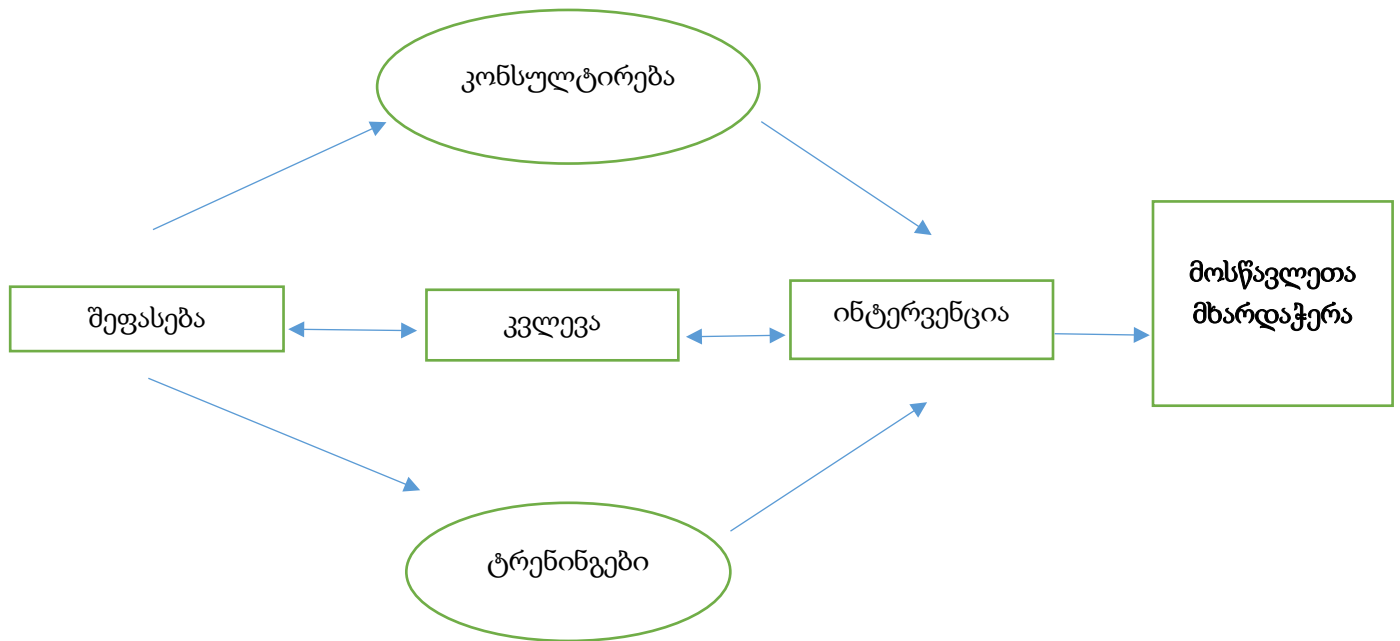 კონსულტირება
შეფასება
კვლევა
ინტერვენცია
მოსწავლეთა
მხარდაჭერა
ტრენინგები